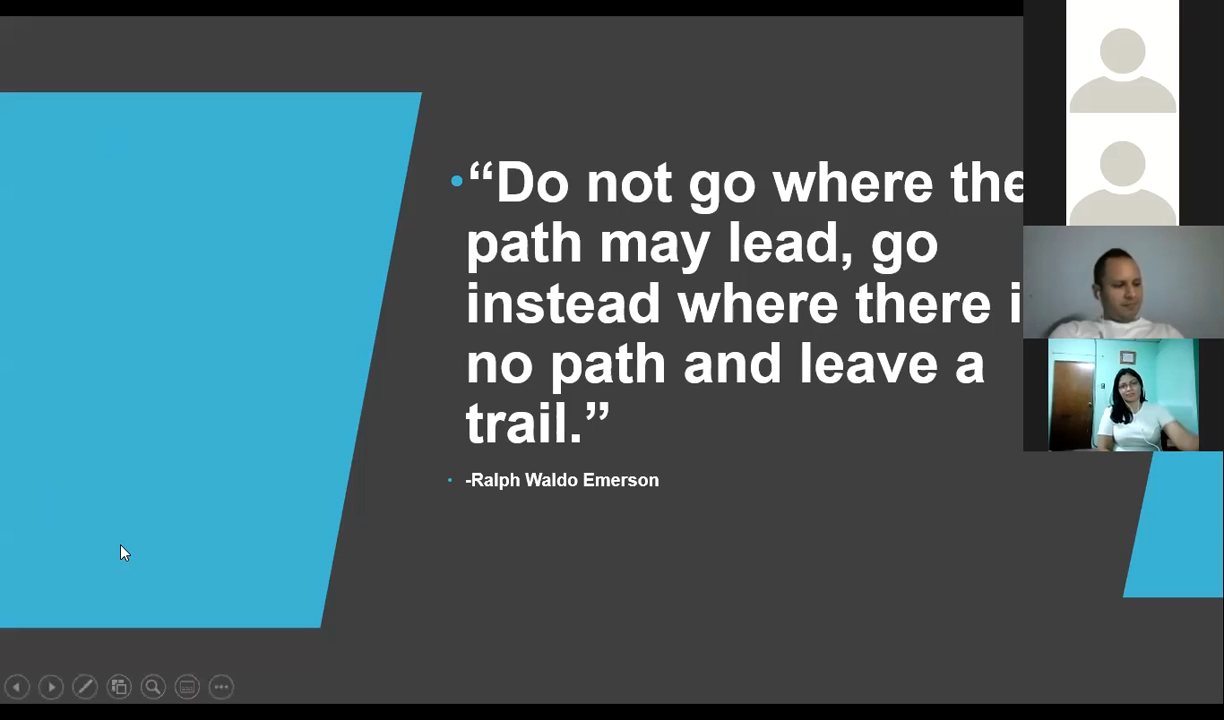 “Do not go where the
path may lead, go
instead where there i
no path and leave a
trail.”
-Ralph Waldo Emerson